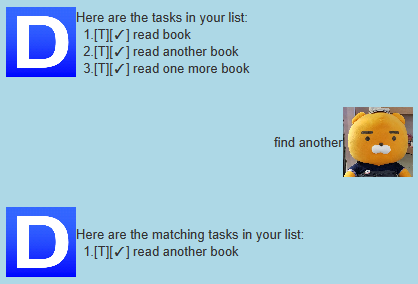 D
Here are the tasks in your list:
1.[T][✓] read book
2.[T][✓] read another book
3.[T][✓] read one more book
find another
D
Here are the matching tasks in your list:
1.[T][✓] read another book